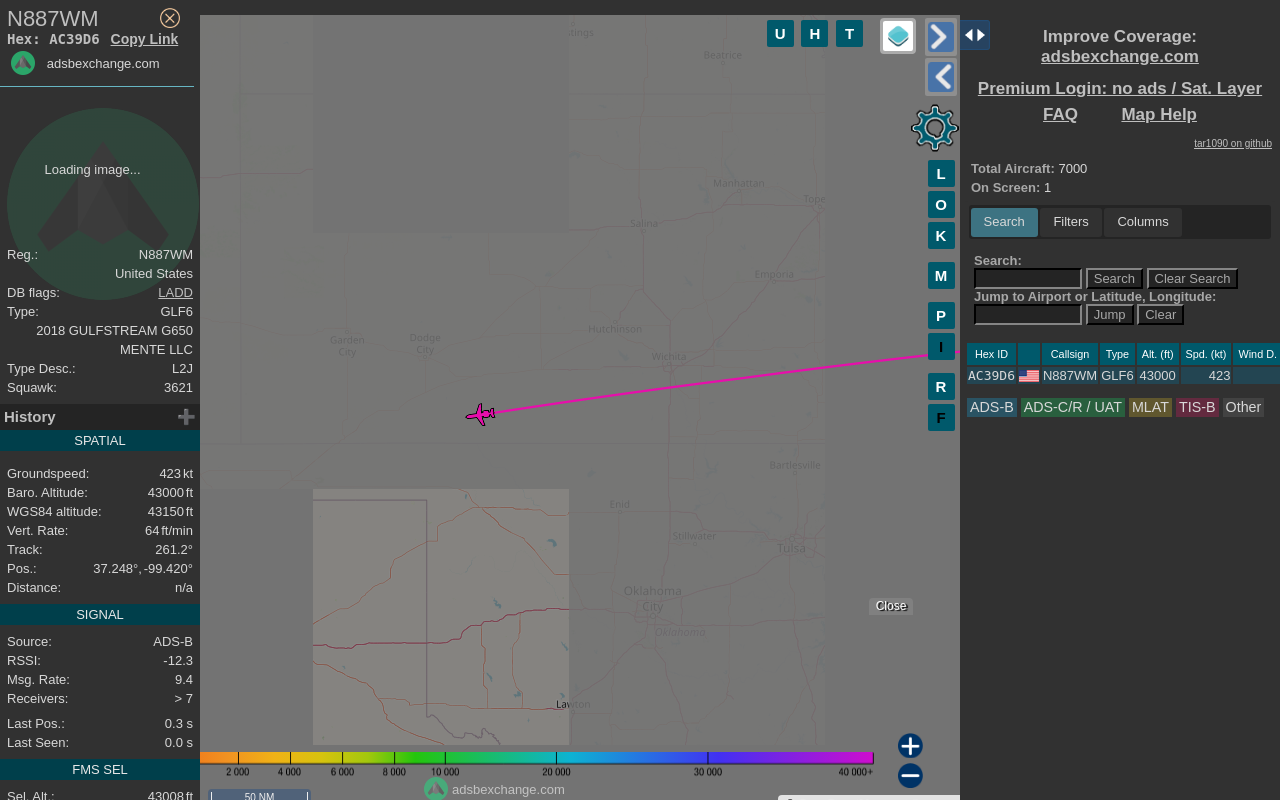 N887WM
Hex: AC39D6 Copy Link
adsbexchange.com
Loading image...
Reg.: N887WM
United States
DB flags: LADD
Type: GLF6
2018 GULFSTREAM G650
MENTE LLC
Type Desc.: L2J
Squawk: 3621
History
SPATIAL
Groundspeed: 423 kt
Baro. Altitude: 43000 ft
WGS84 altitude: 43150 ft
Vert. Rate: 64 ft/min
Track: 261.2°
Pos.: 37.248°, -99.420°
Distance: n/a
SIGNAL
Source: ADS-B
RSSI: -12.3
Msg. Rate: 9.4
Receivers: > 7
Last Pos.: 0.3 s
Last Seen: 0.0 s
FMS SEL
Sel. Alt.: 43008 ft
tings
Beatrice
Manhattan
Tope
Salina
Emporia
Hutchinson
Garden City
Dodge City
Wichita
Bartlesville
Enid
Stillwater
Tulsa
Oklahoma City
Oklahoma
Lawton
U H T
L
O
K
M
P
I
R
F
Close
2 000 4 000 6 000 8 000 10 000 20 000 30 000 40 000+
adsbexchange.com
50 NM
Improve Coverage:
adsbexchange.com
Premium Login: no ads / Sat. Layer
FAQ Map Help
tar1090 on github
Total Aircraft: 7000
On Screen: 1
Search Filters Columns
Search:
Search Clear Search
Jump to Airport or Latitude, Longitude:
Jump Clear
Hex ID Callsign Type Alt. (ft) Spd. (kt) Wind D.
AC39D6 N887WM GLF6 43000 423
ADS-B ADS-C/R / UAT MLAT TIS-B Other